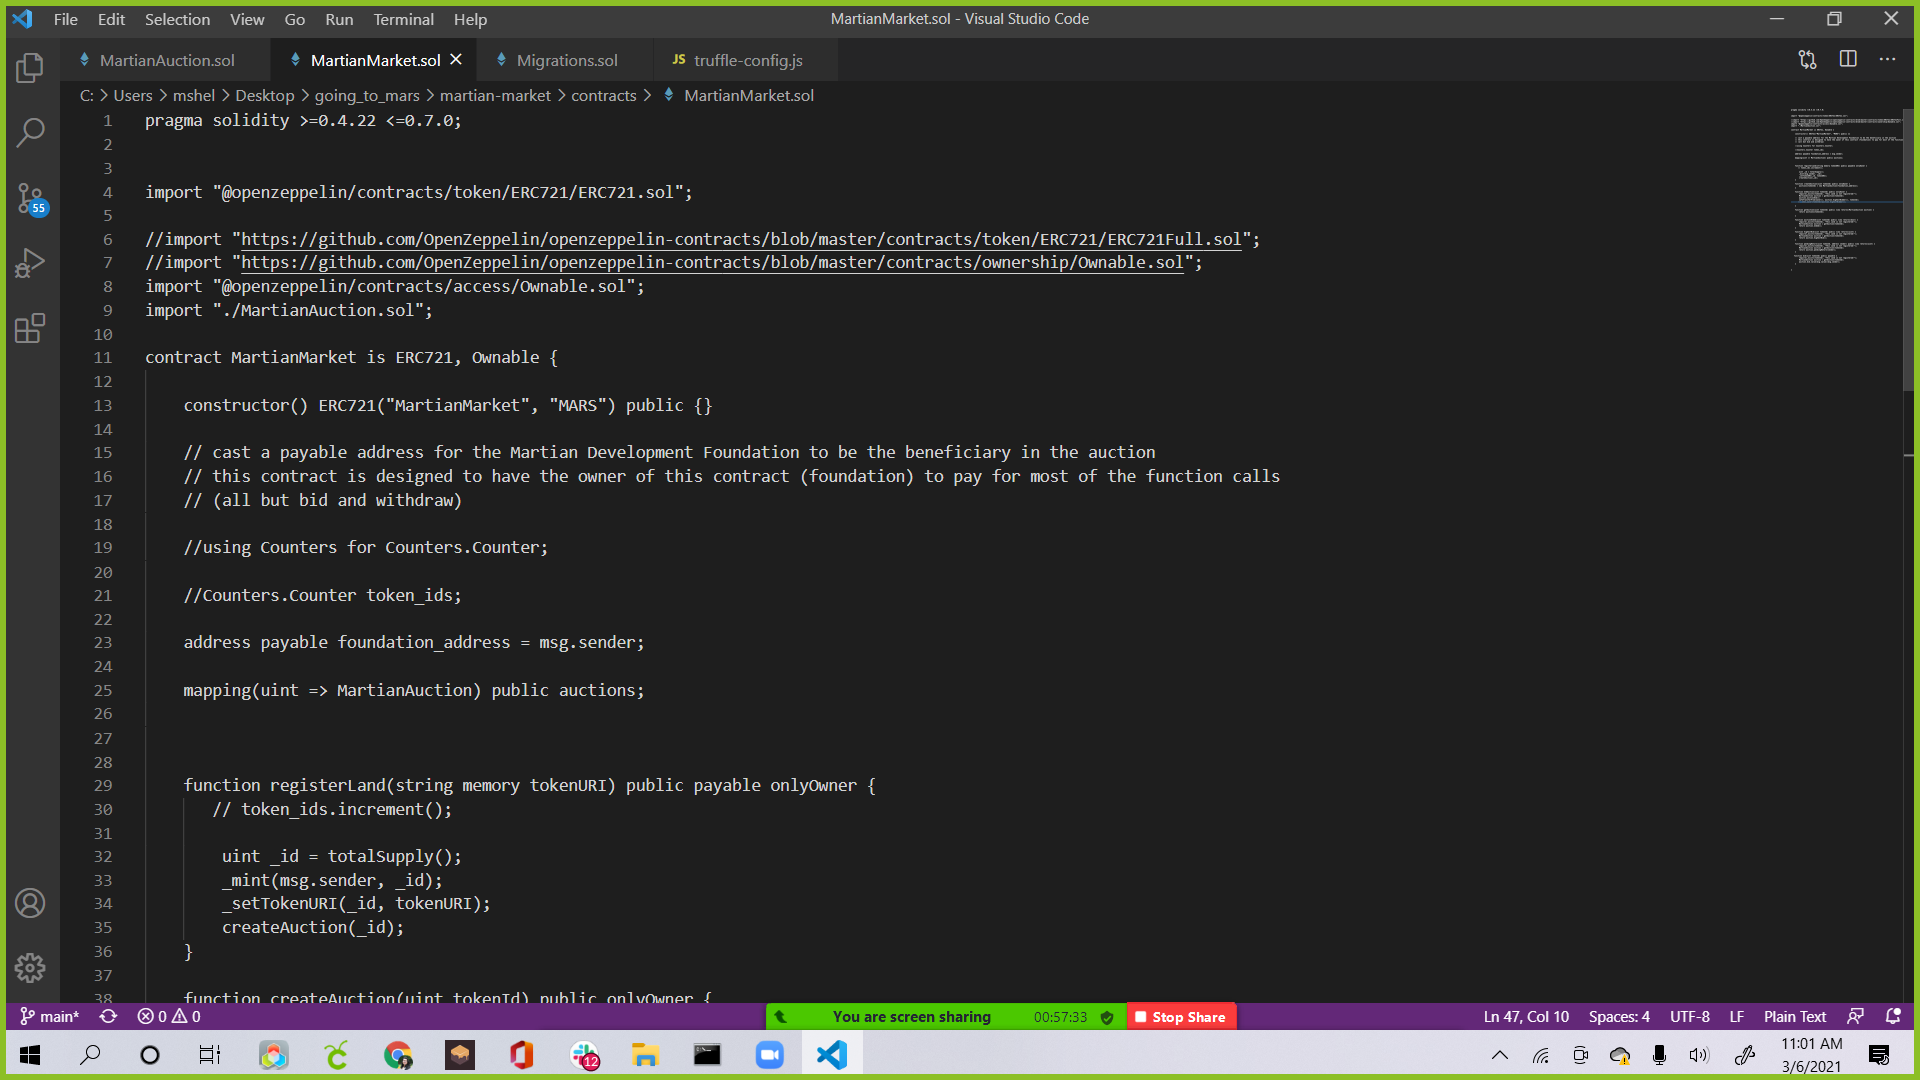 File Edit Selection View Go Run Terminal Help
MartianMarket.sol - Visual Studio Code
MartianAuction.sol
MartianMarket.sol
Migrations.sol
JS truffle-config.js
C: > Users > mshel > Desktop > going_to_mars > martian-market > contracts > MartianMarket.sol
1 pragma solidity >=0.4.22 <=0.7.0;
2
3
4 import "@openzeppelin/contracts/token/ERC721/ERC721.sol";
5
6 //import "https://github.com/OpenZeppelin/openzeppelin-contracts/blob/master/contracts/token/ERC721/ERC721Full.sol";
7 //import "https://github.com/OpenZeppelin/openzeppelin-contracts/blob/master/contracts/ownership/Ownable.sol";
8 import "@openzeppelin/contracts/access/Ownable.sol";
9 import "./MartianAuction.sol";
10
11 contract MartianMarket is ERC721, Ownable {
12
13 constructor() ERC721("MartianMarket", "MARS") public {}
14
15 // cast a payable address for the Martian Development Foundation to be the beneficiary in the auction
16 // this contract is designed to have the owner of this contract (foundation) to pay for most of the function calls
17 // (all but bid and withdraw)
18
19 //using Counters for Counters.Counter;
20
21 //Counters.Counter token_ids;
22
23 address payable foundation_address = msg.sender;
24
25 mapping(uint => MartianAuction) public auctions;
26
27
28
29 function registerLand(string memory tokenURI) public payable onlyOwner {
30 // token_ids.increment();
31
32 uint _id = totalSupply();
33 _mint(msg.sender, _id);
34 _setTokenURI(_id, tokenURI);
35 createAuction(_id);
36 }
37
38 function createAuction(uint tokenId) public onlyOwner {
55
main* 0 0
You are screen sharing 00:57:33 Stop Share
Ln 47, Col 10 Spaces: 4 UTF-8 LF Plain Text
12
11:01 AM
3/6/2021